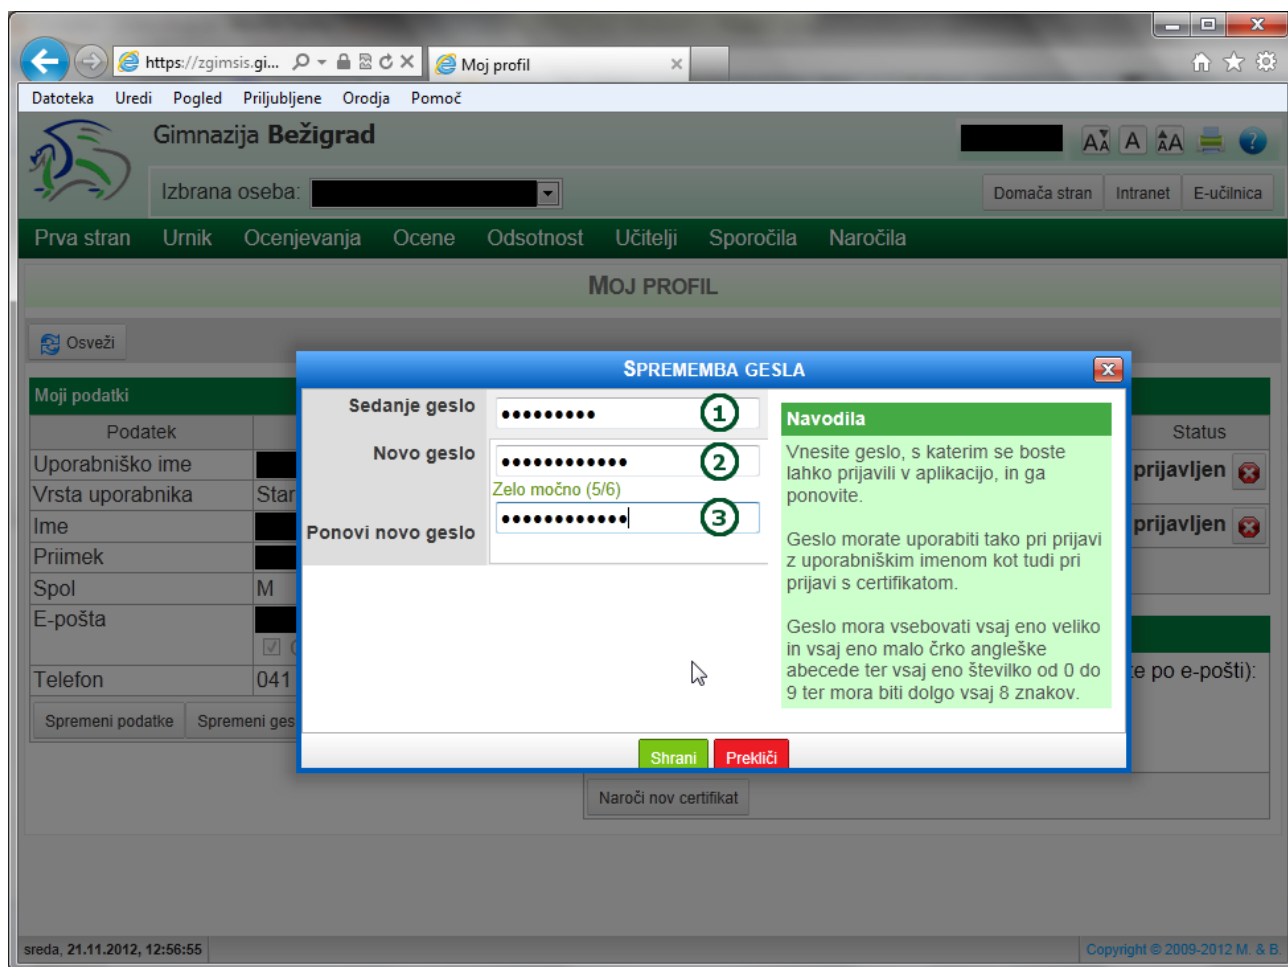 https://zgimsis.gi...
Moj profil
Datoteka Uredi Pogled Priljubljene Orodja Pomoč
Gimnazija Bežigrad
AA A AA ?
Izbrana oseba:
Domača stran Intranet E-učilnica
Prva stran Urnik Ocenjevanja Ocene Odsotnost Učitelji Sporočila Naročila
MOJ PROFIL
Osveži
SPREMEMBA GESLA
Moji podatki
Podatek
Status
Uporabniško ime
prijavljen
Vrsta uporabnika Star
Ime
prijavljen
Priimek
Spol M
E-pošta
Telefon 041
e po e-pošti):
Spremeni podatke Spremeni ges
Sedanje geslo 1
Novo geslo 2
Zelo močno (5/6)
Ponovi novo geslo 3
Navodila
Vnesite geslo, s katerim se boste
lahko prijavili v aplikacijo, in ga
ponovite.
Geslo morate uporabiti tako pri prijavi
z uporabniškim imenom kot tudi pri
prijavi s certifikatom.
Geslo mora vsebovati vsaj eno veliko
in vsaj eno malo črko angleške
abecede ter vsaj eno številko od 0 do
9 ter mora biti dolgo vsaj 8 znakov.
Shrani Prekliči
Naroči nov certifikat
sreda, 21.11.2012, 12:56:55
Copyright © 2009-2012 M. & B.